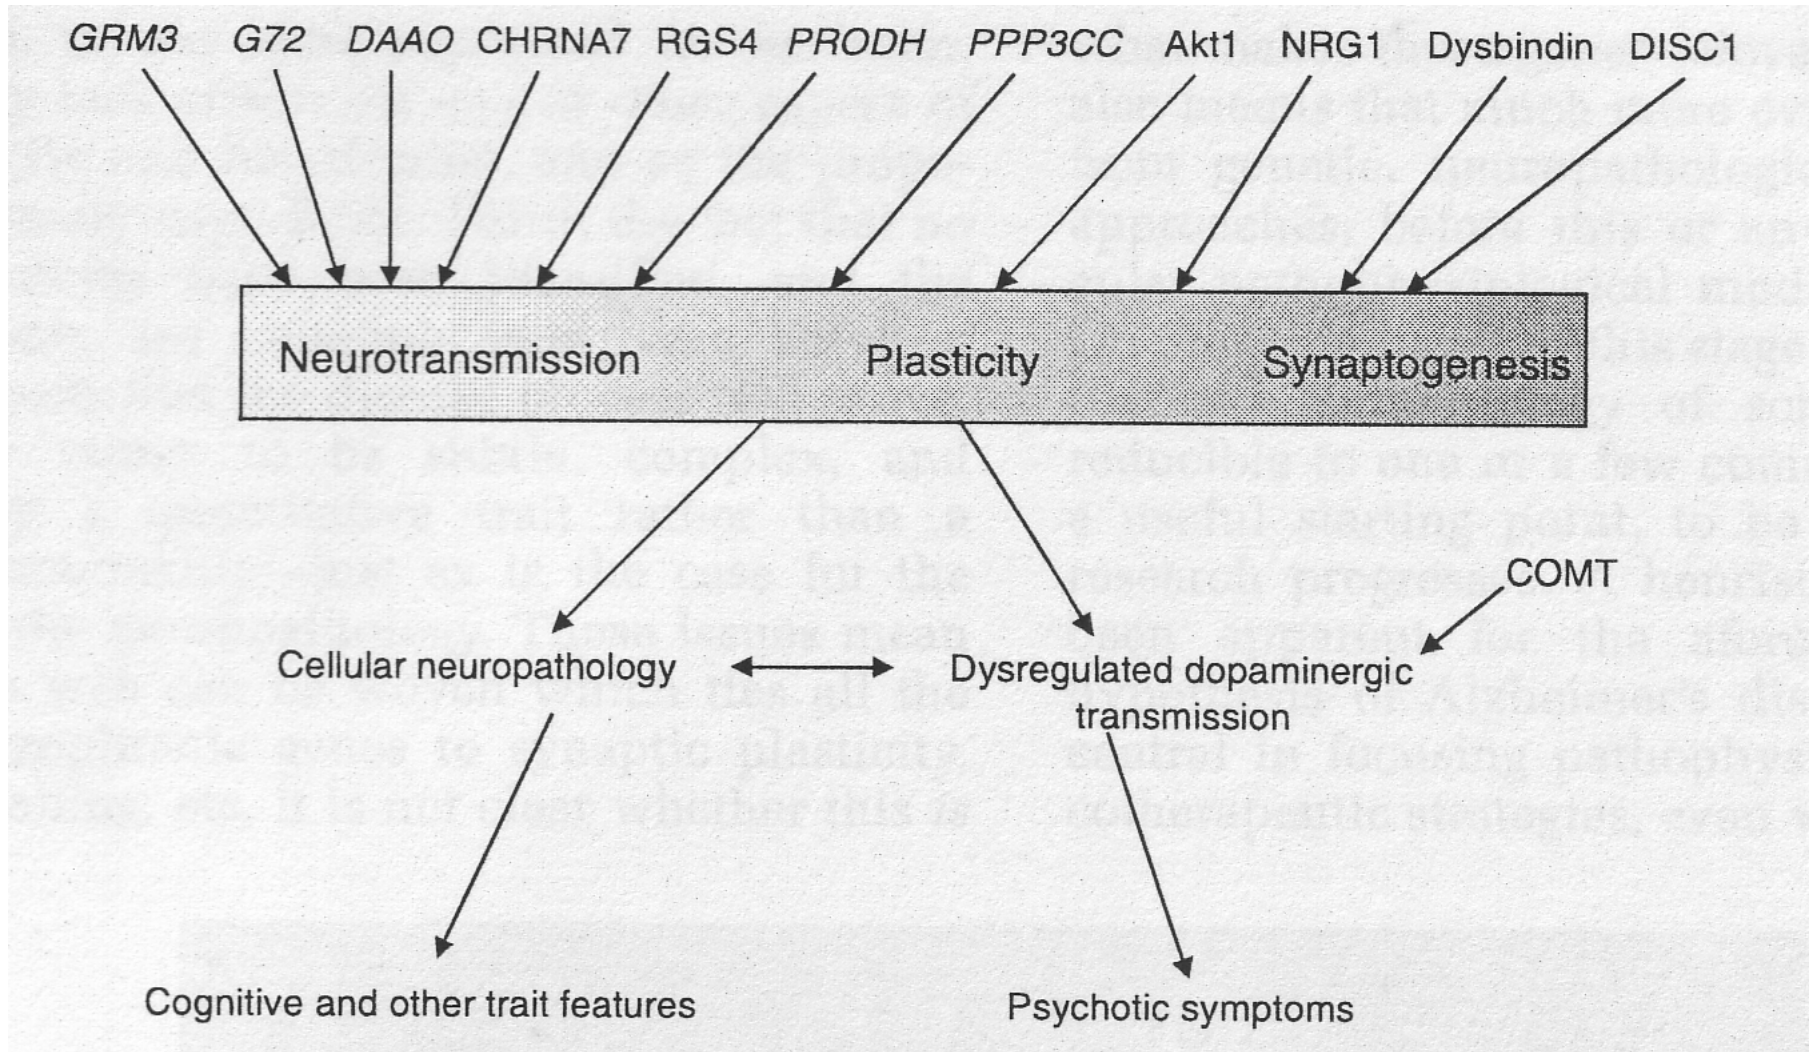 GRM3 G72 DAAO CHRNA7 RGS4 PRODH PPP3CC Akt1 NRG1 Dysbindin DISC1
Neurotransmission Plasticity Synaptogenesis
COMT
Cellular neuropathology Dysregulated dopaminergic
transmission
Cognitive and other trait features Psychotic symptoms